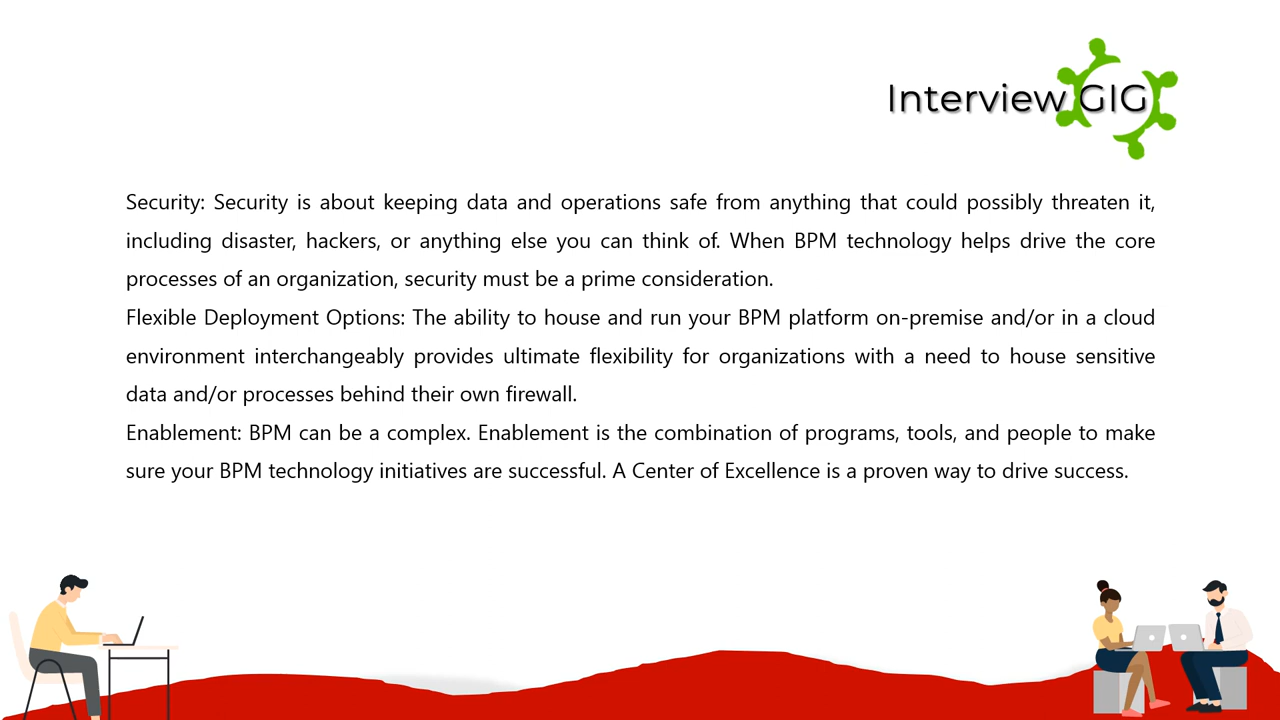 Interview GIG
Security: Security is about keeping data and operations safe from anything that could possibly threaten it,
including disaster, hackers, or anything else you can think of. When BPM technology helps drive the core
processes of an organization, security must be a prime consideration.
Flexible Deployment Options: The ability to house and run your BPM platform on-premise and/or in a cloud
environment interchangeably provides ultimate flexibility for organizations with a need to house sensitive
data and/or processes behind their own firewall.
Enablement: BPM can be a complex. Enablement is the combination of programs, tools, and people to make
sure your BPM technology initiatives are successful. A Center of Excellence is a proven way to drive success.